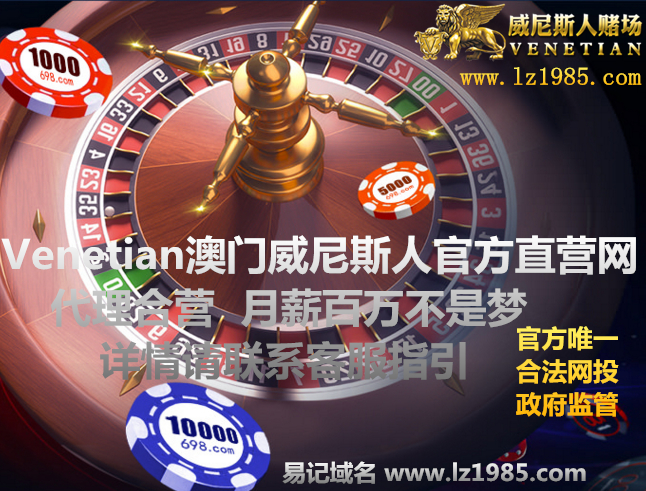 威尼斯人赌场
VENETIAN
www.lz1985.com
1000
698.com
5000
698.com
Venetian澳门威尼斯人官方直营网
代理合营 月薪百万不是梦
详情请联系客服指引
官方唯一
合法网投
政府监管
10000
698.com
易记域名 www.lz1985.com